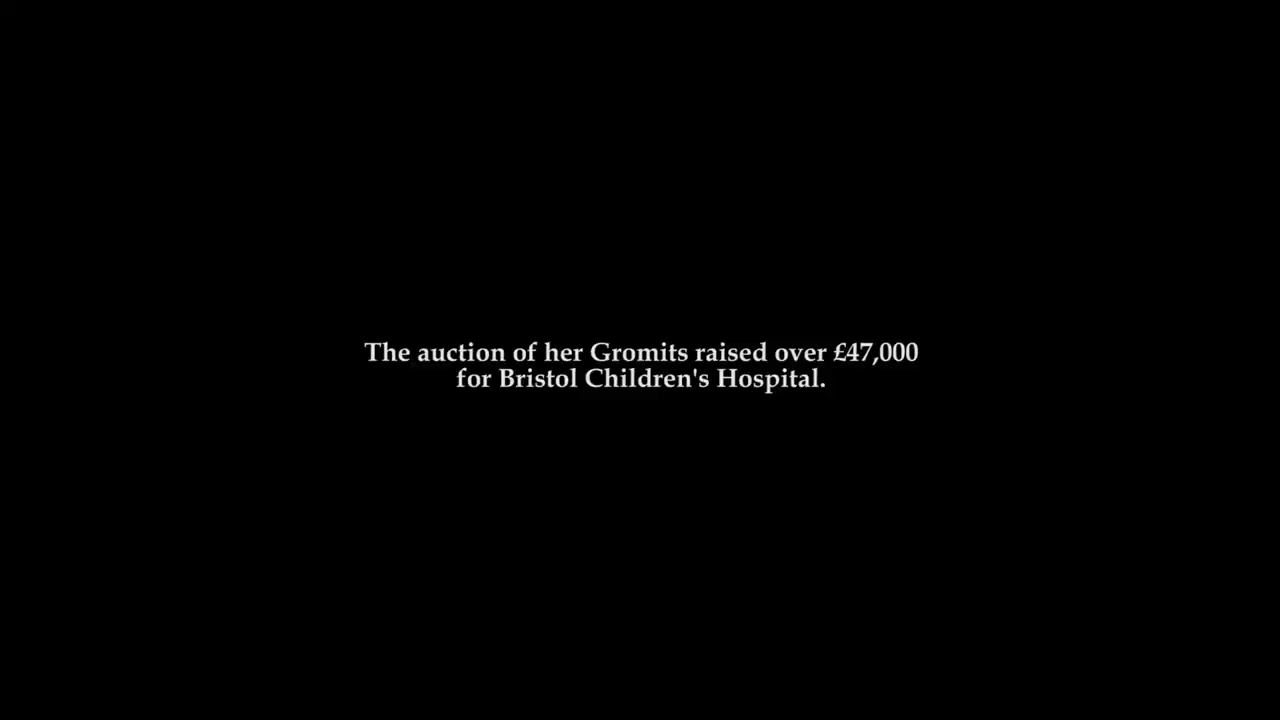 The auction of her Gromits raised over £47,000
for Bristol Children's Hospital.